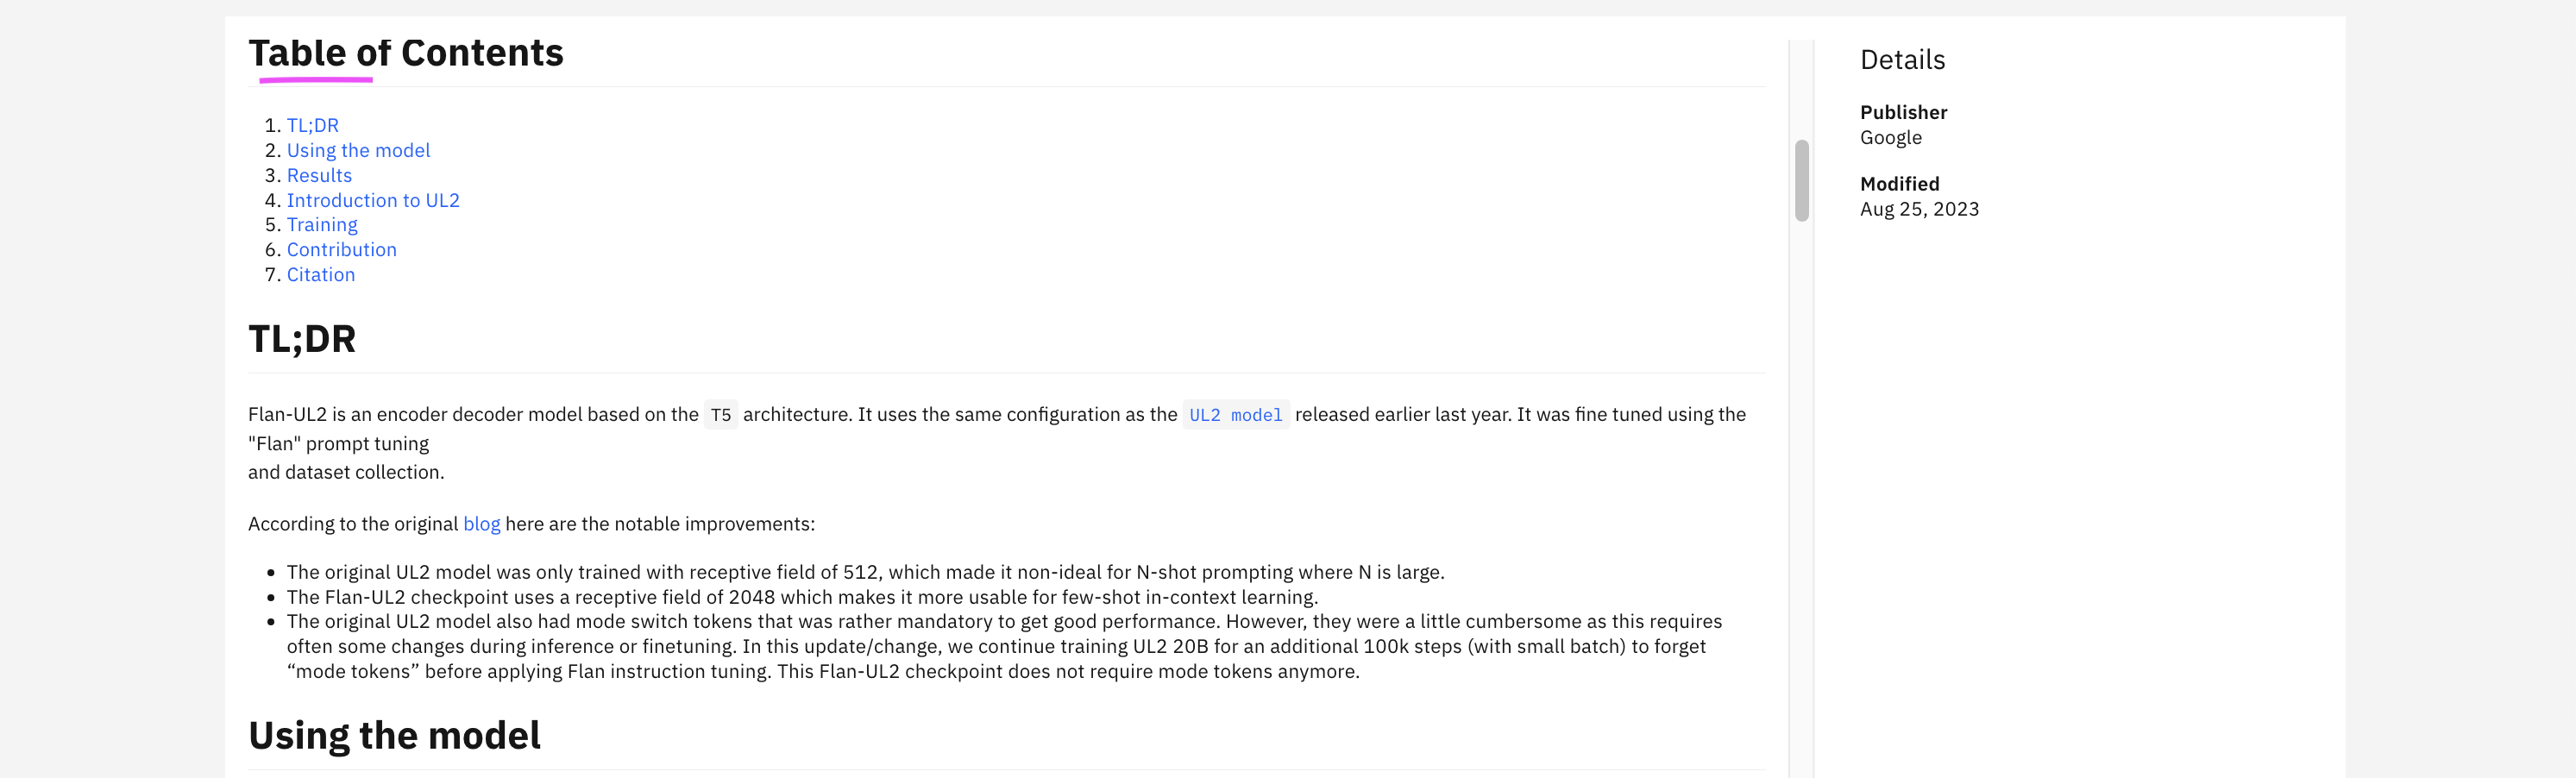 Table of Contents
1. TL;DR
2. Using the model
3. Results
4. Introduction to UL2
5. Training
6. Contribution
7. Citation
TL;DR
Flan-UL2 is an encoder decoder model based on the T5 architecture. It uses the same configuration as the UL2 model released earlier last year. It was fine tuned using the
"Flan" prompt tuning
and dataset collection.
According to the original blog here are the notable improvements:
• The original UL2 model was only trained with receptive field of 512, which made it non-ideal for N-shot prompting where N is large.
• The Flan-UL2 checkpoint uses a receptive field of 2048 which makes it more usable for few-shot in-context learning.
• The original UL2 model also had mode switch tokens that was rather mandatory to get good performance. However, they were a little cumbersome as this requires
often some changes during inference or finetuning. In this update/change, we continue training UL2 20B for an additional 100k steps (with small batch) to forget
“mode tokens” before applying Flan instruction tuning. This Flan-UL2 checkpoint does not require mode tokens anymore.
Using the model
Details
Publisher
Google
Modified
Aug 25, 2023